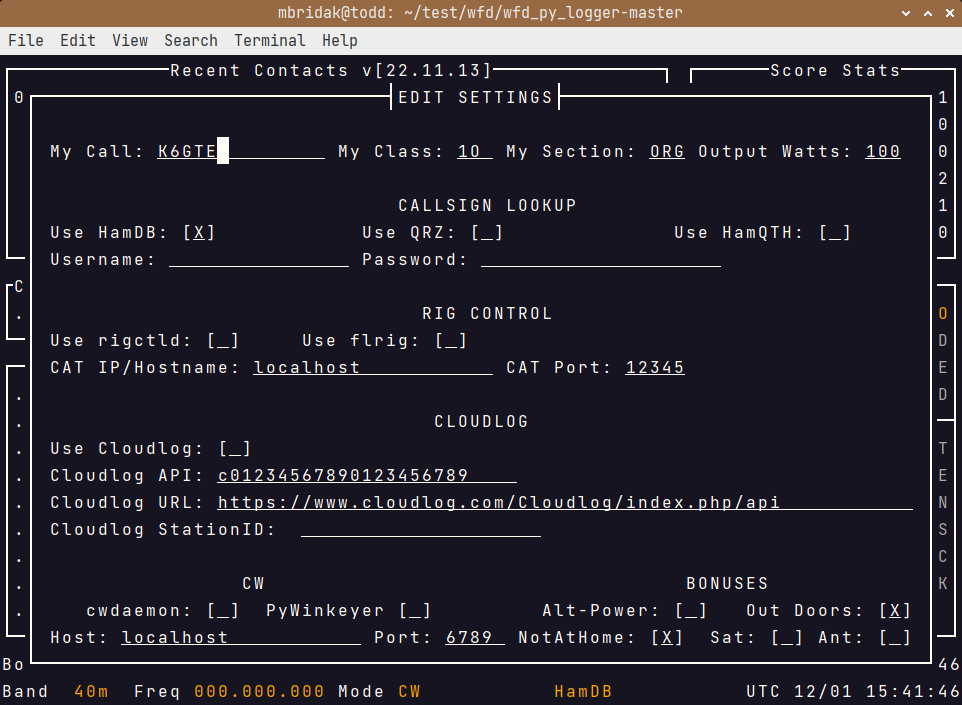 mbridak@todd: ~/test/wfd/wfd_py_logger-master
File Edit View Search Terminal Help
Recent Contacts v[22.11.13] Score Stats
0 EDIT SETTINGS 1
0
My Call: K6GTE My Class: 1O My Section: ORG Output Watts: 100 0
2
CALLSIGN LOOKUP 1
Use HamDB: [X] Use QRZ: [_] Use HamQTH: [_] 0
Username: Password:
C
. RIG CONTROL O
Use rigctld: [_] Use flrig: [_] D
CAT IP/Hostname: localhost CAT Port: 12345 E
. D
. CLOUDLOG
. Use Cloudlog: [_] T
. Cloudlog API: c01234567890123456789 E
. Cloudlog URL: https://www.cloudlog.com/Cloudlog/index.php/api N
. Cloudlog StationID: S
. C
. CW BONUSES K
. cwdaemon: [_] PyWinkeyer [_] Alt-Power: [_] Out Doors: [X]
Host: localhost Port: 6789 NotAtHome: [X] Sat: [_] Ant: [_]
Bo 46
Band 40m Freq 000.000.000 Mode CW HamDB UTC 12/01 15:41:46